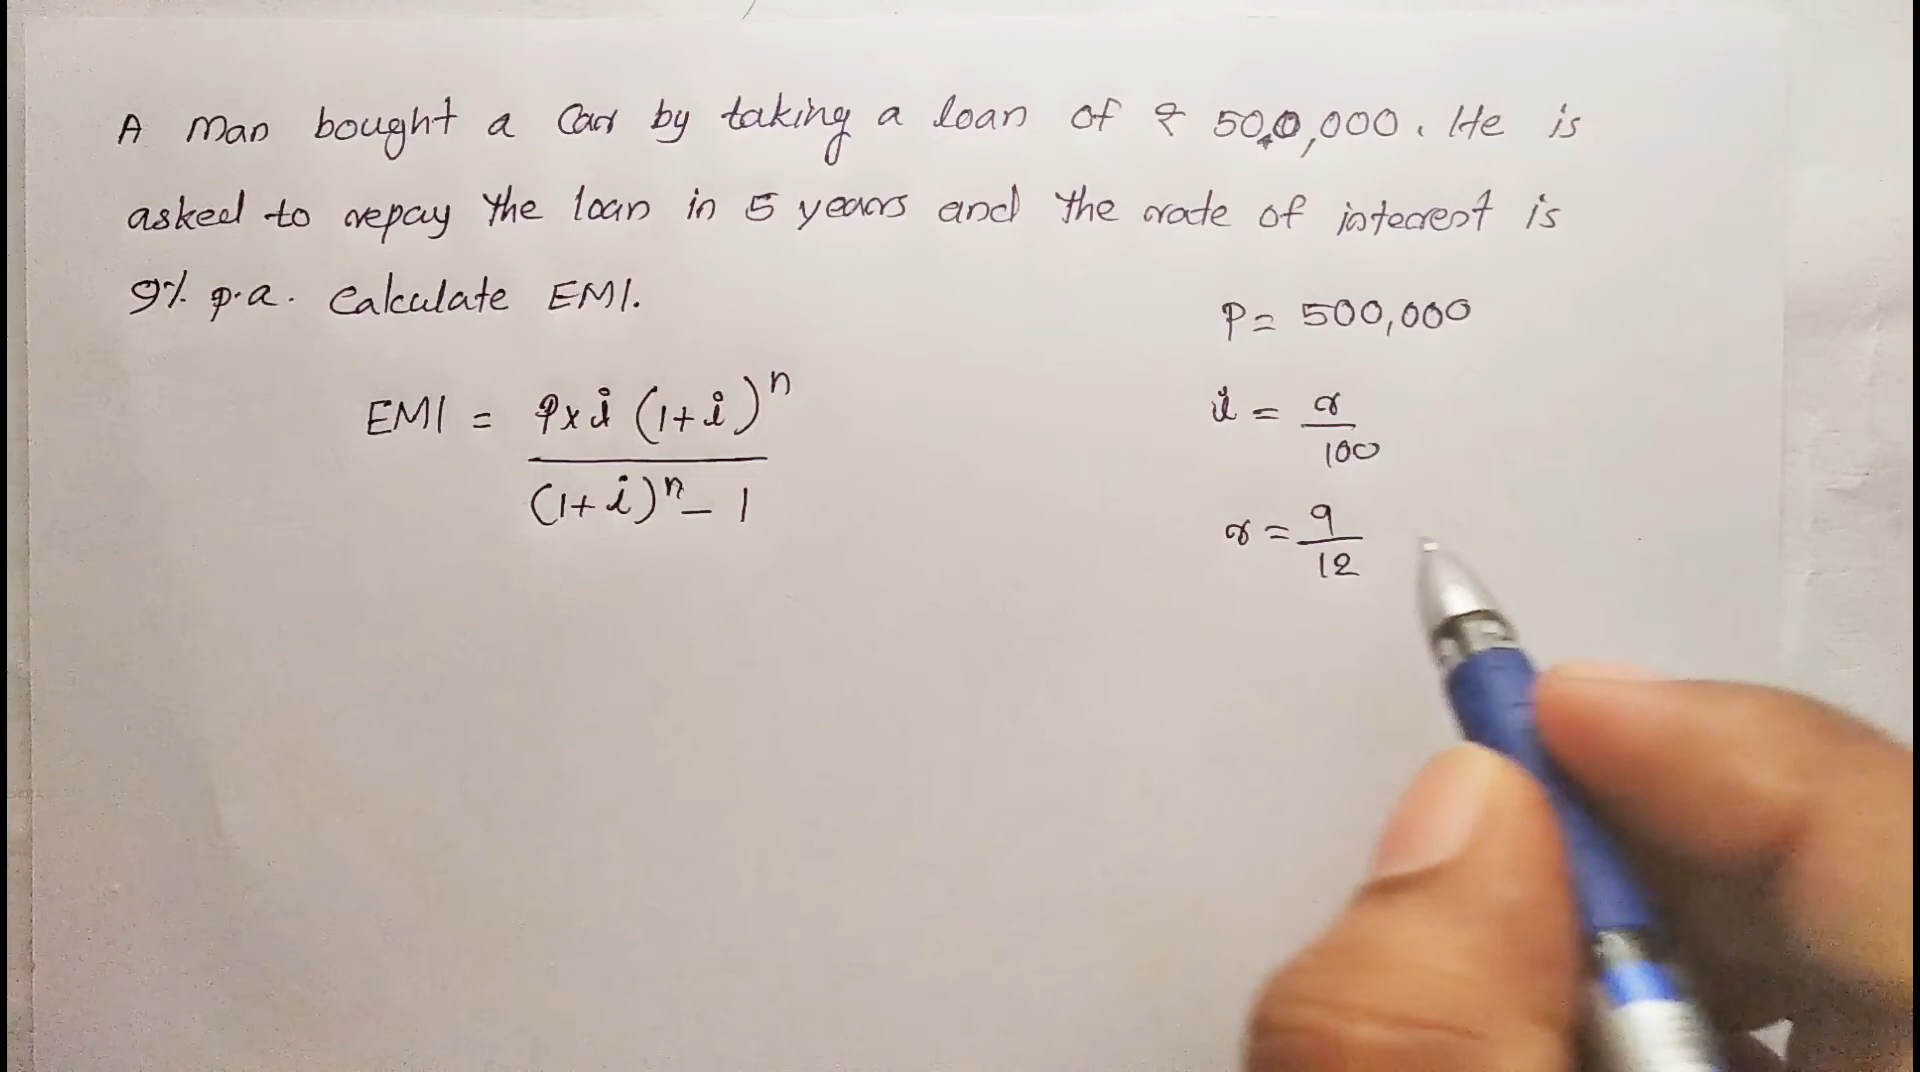 A man bought a car by taking a loan of ₹ 500,000. He is
asked to repay the loan in 5 years and the rate of interest is
9% p.a. Calculate EMI.
P = 500,000
EMI = P x i (1+i)^n
(1+i)^n - 1
i = r
100
r = 9
12